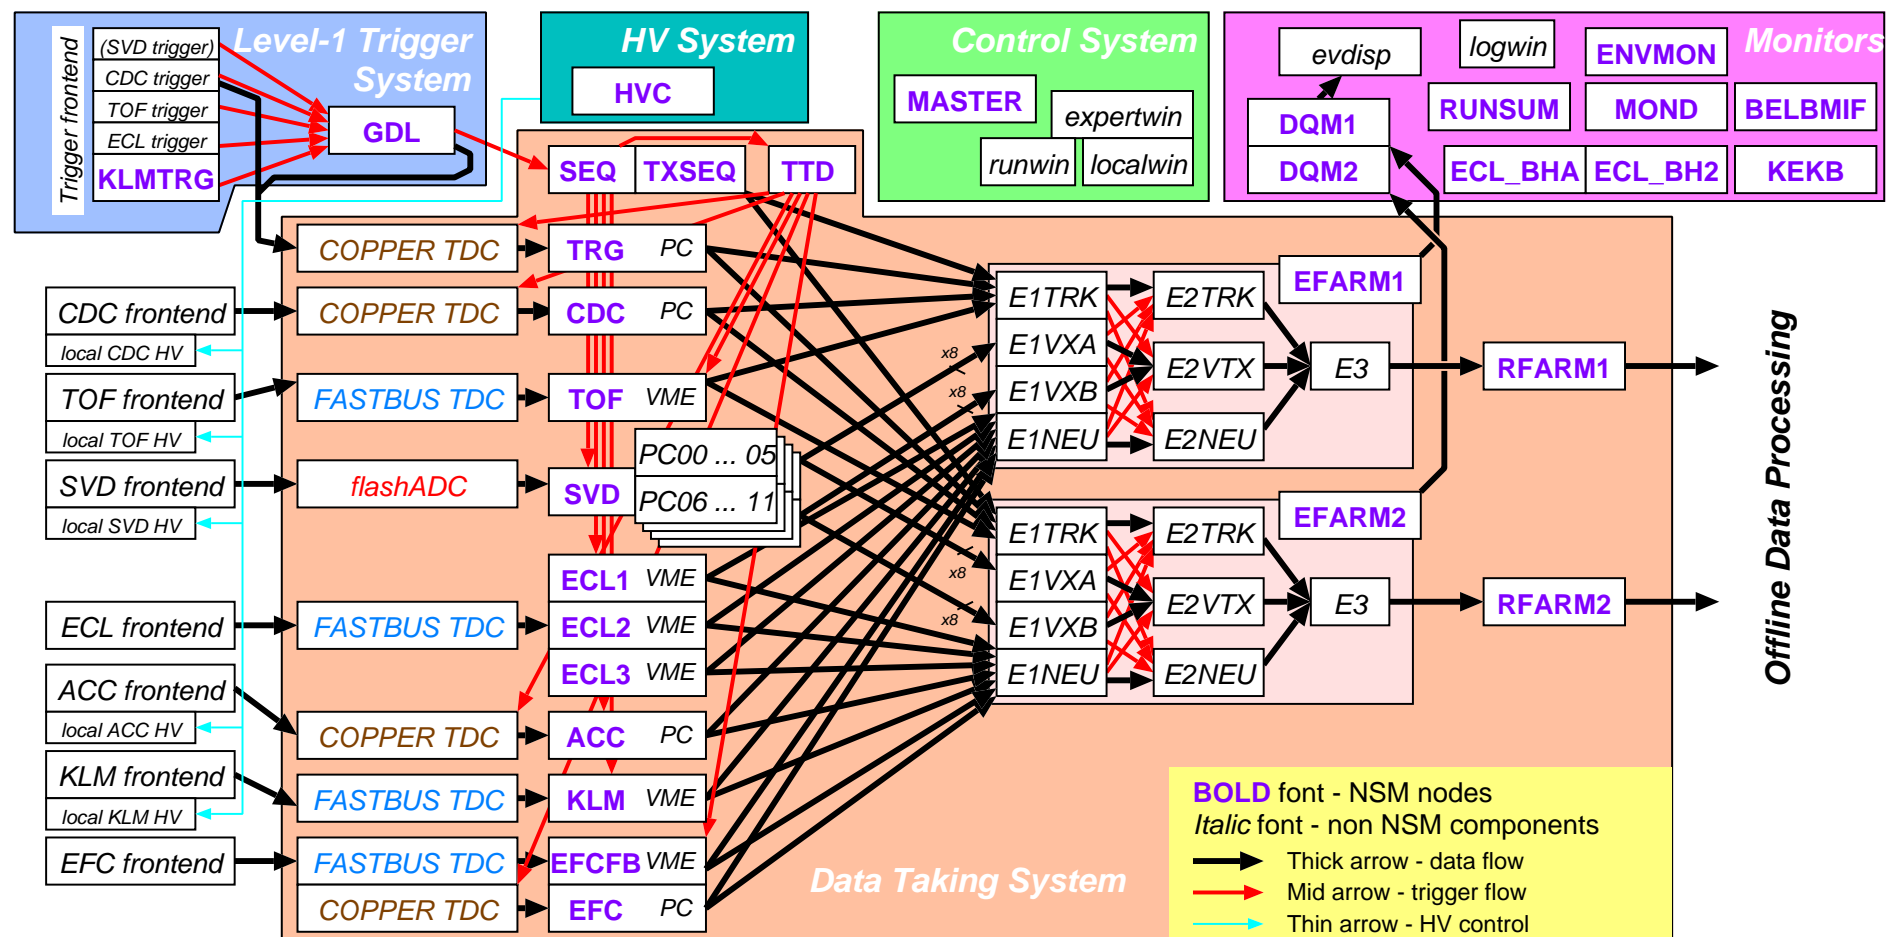 Level-1 Trigger
System
Trigger frontend
(SVD trigger)
CDC trigger
TOF trigger
ECL trigger
KLMTRG
GDL
HV System
HVC
Control System
MASTER
expertwin
runwin
localwin
Monitors
evdisp
logwin
ENVMON
DQM1
DQM2
RUNSUM
MOND
BELBMIF
ECL_BHA
ECL_BH2
KEKB
SEQ
TXSEQ
TTD
COPPER TDC
TRG PC
CDC frontend
local CDC HV
COPPER TDC
CDC PC
TOF frontend
local TOF HV
FASTBUS TDC
TOF VME
SVD frontend
local SVD HV
flashADC
SVD
PC00 ... 05
PC06 ... 11
ECL1 VME
ECL frontend
FASTBUS TDC
ECL2 VME
ECL3 VME
ACC frontend
local ACC HV
COPPER TDC
ACC PC
KLM frontend
local KLM HV
FASTBUS TDC
KLM VME
EFC frontend
FASTBUS TDC
EFCFB VME
COPPER TDC
EFC PC
x8
x8
x8
x8
EFARM1
E1TRK
E1VXA
E1VXB
E1NEU
E2TRK
E2VTX
E2NEU
E3
RFARM1
EFARM2
E1TRK
E1VXA
E1VXB
E1NEU
E2TRK
E2VTX
E2NEU
E3
RFARM2
Offline Data Processing
Data Taking System
BOLD font - NSM nodes
Italic font - non NSM components
Thick arrow - data flow
Mid arrow - trigger flow
Thin arrow - HV control